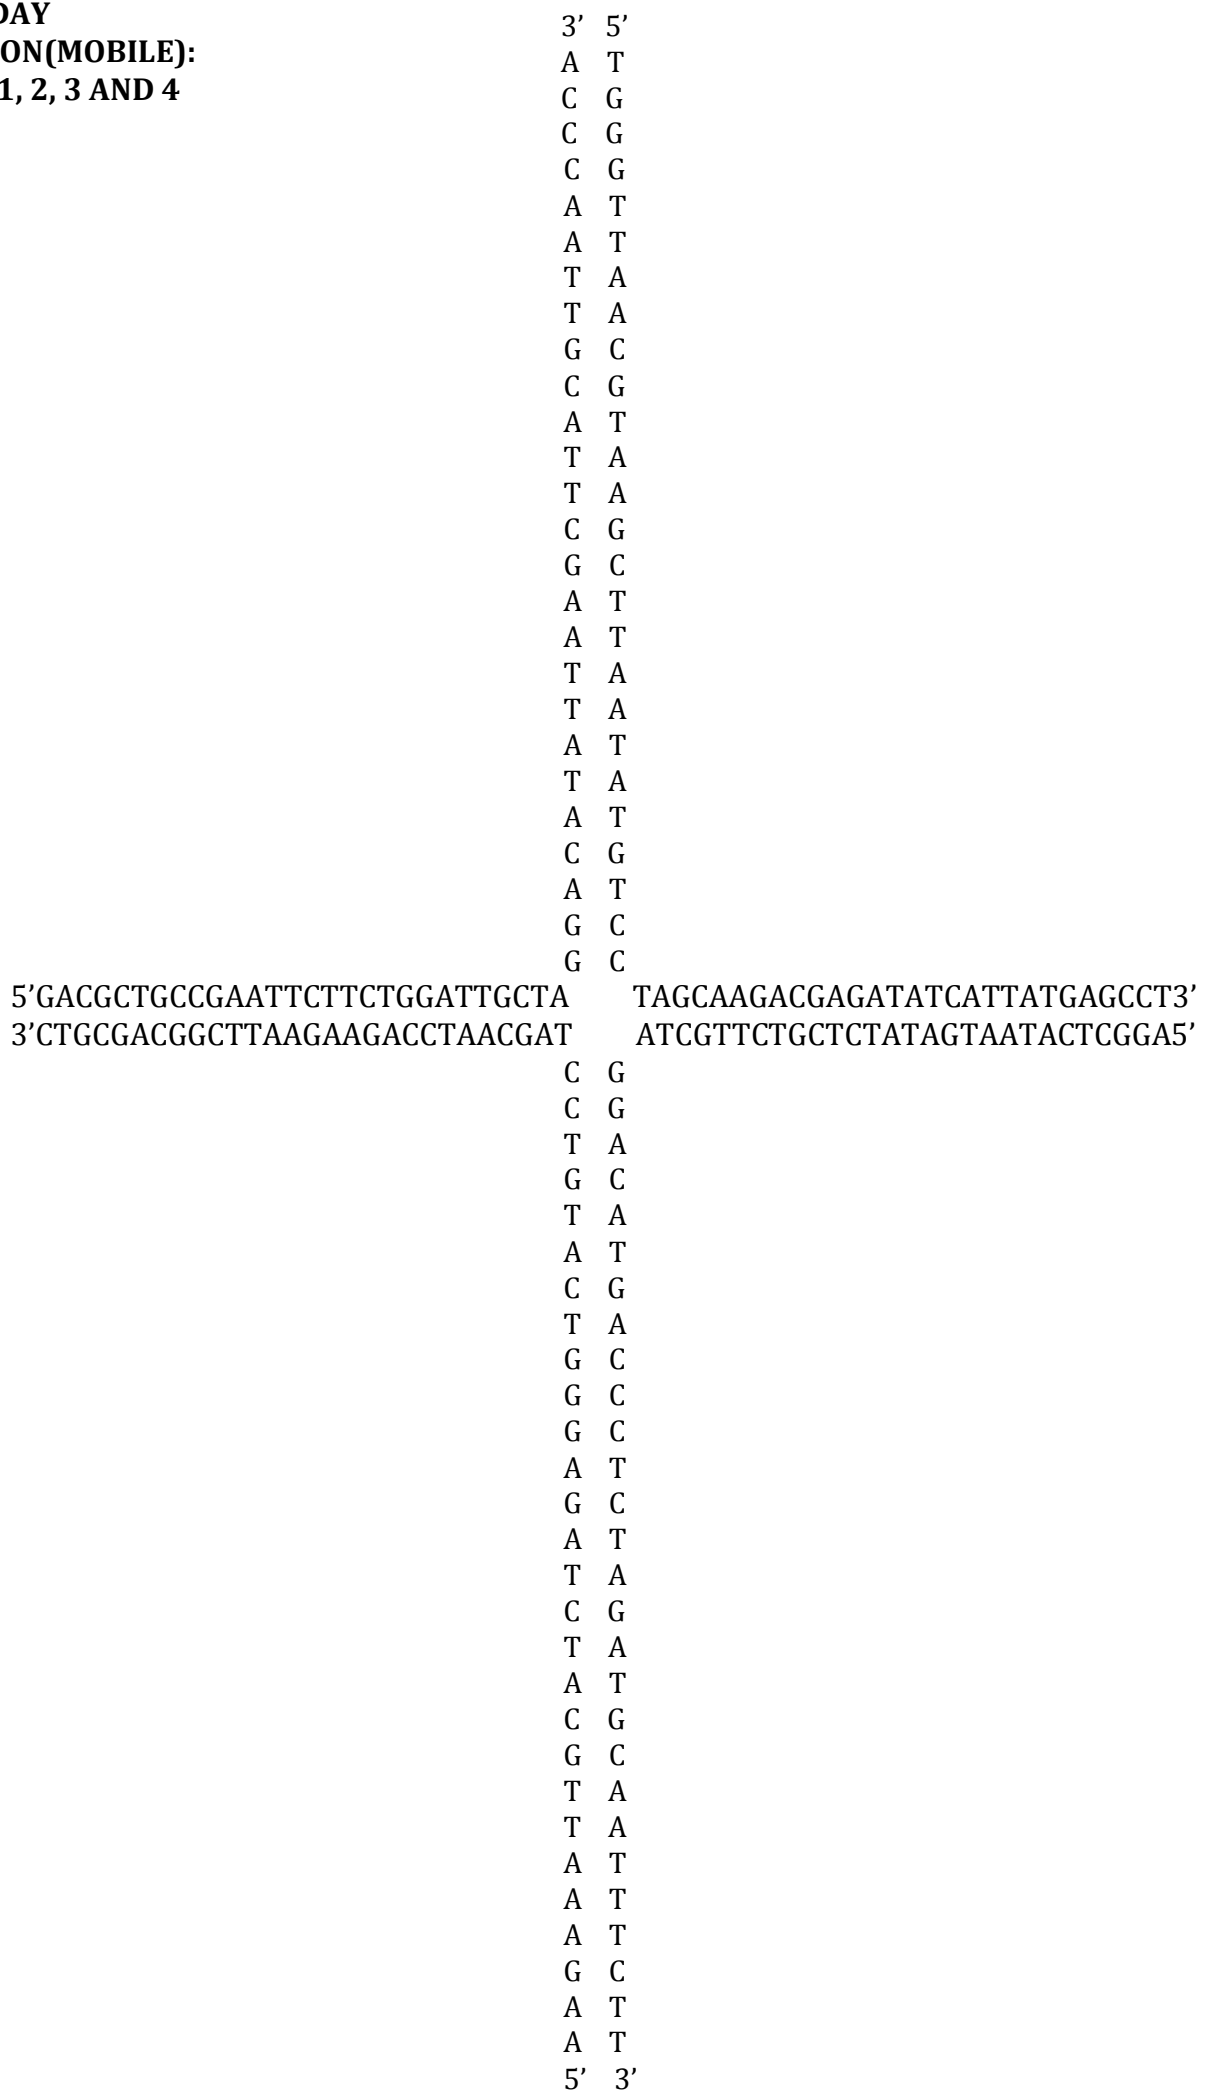 DAY
ON(MOBILE):
1, 2, 3 AND 4
3’ 5’
A T
C G
C G
C G
A T
A T
T A
T A
G C
C G
A T
T A
T A
C G
G C
A T
A T
T A
T A
A T
T A
A T
C G
A T
G C
G C
5’GACGCTGCCGAATTCTTCTGGATTGCTA TAGCAAGACGAGATATCATTATGAGCCT3’
3’CTGCGACGGCTTAAGAAGACCTAACGAT ATCGTTCTGCTCTATAGTAATACTCGGA5’
C G
C G
T A
G C
T A
A T
C G
T A
G C
G C
G C
A T
G C
A T
T A
C G
T A
A T
C G
G C
T A
T A
A T
A T
A T
G C
A T
A T
5’ 3’